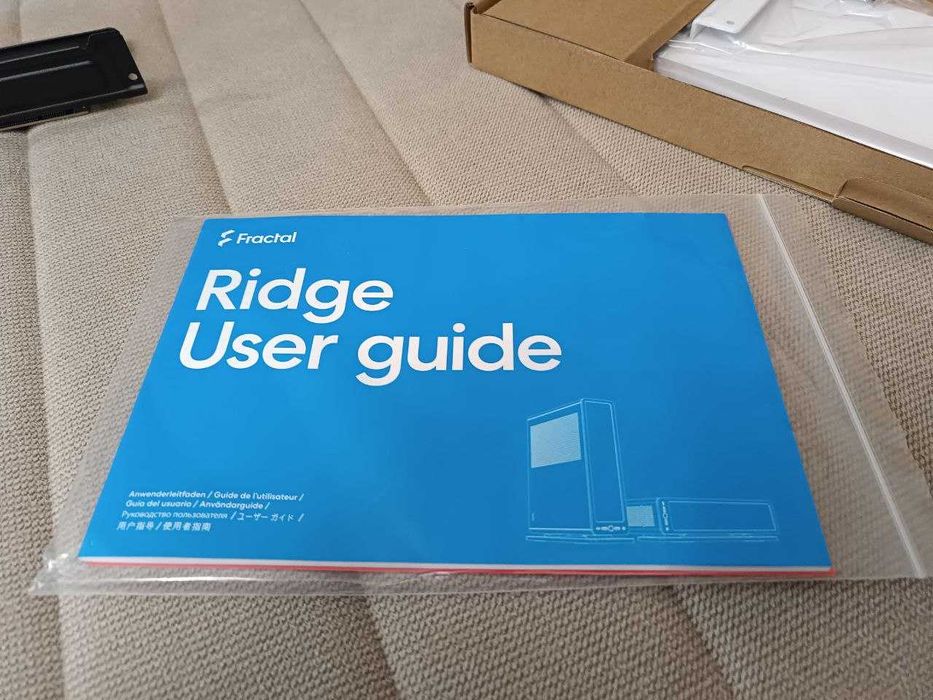 Fractal
Ridge
User guide
Anwenderleitfaden / Guide de l'utilisateur /
Guia del usuario / Användarguide /
Руководство пользователя / ユーザー ガイド /
用户指导 / 使用者指南